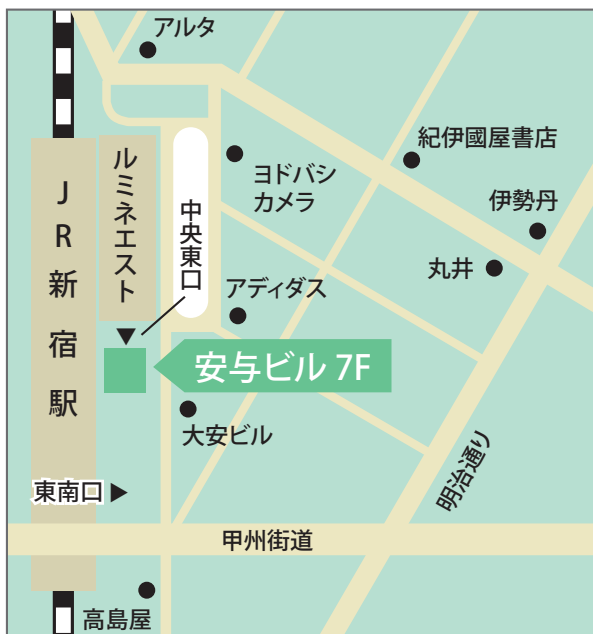 アルタ
紀伊國屋書店
ヨドバシ
カメラ
伊勢丹
丸井
ルミネエスト
中央東口
JR新宿駅
アディダス
安与ビル 7F
大安ビル
明治通り
東南口
甲州街道
高島屋